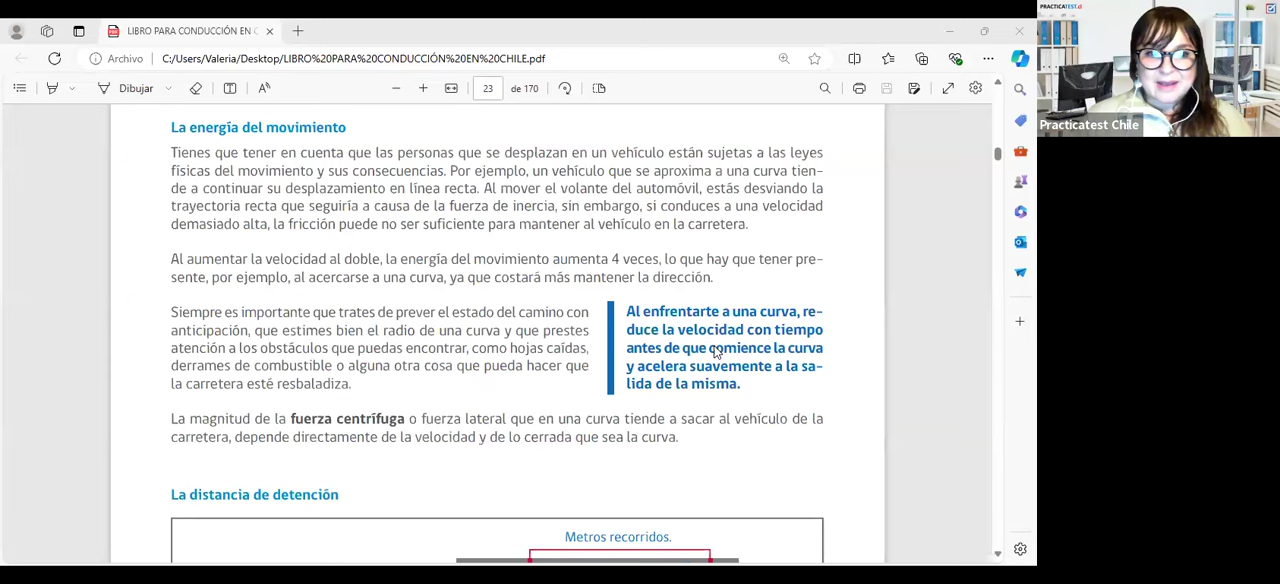 PRACTICATEST.cl
LIBRO PARA CONDUCCIÓN EN C
Archivo
C:/Users/Valeria/Desktop/LIBRO%20PARA%20CONDUCCIÓN%20EN%20CHILE.pdf
Dibujar
23
de 170
Practicatest Chile
La energía del movimiento
Tienes que tener en cuenta que las personas que se desplazan en un vehículo están sujetas a las leyes
físicas del movimiento y sus consecuencias. Por ejemplo, un vehículo que se aproxima a una curva tien-
de a continuar su desplazamiento en línea recta. Al mover el volante del automóvil, estás desviando la
trayectoria recta que seguiría a causa de la fuerza de inercia, sin embargo, si conduces a una velocidad
demasiado alta, la fricción puede no ser suficiente para mantener al vehículo en la carretera.
Al aumentar la velocidad al doble, la energía del movimiento aumenta 4 veces, lo que hay que tener pre-
sente, por ejemplo, al acercarse a una curva, ya que costará más mantener la dirección.
Siempre es importante que trates de prever el estado del camino con
anticipación, que estimes bien el radio de una curva y que prestes
atención a los obstáculos que puedas encontrar, como hojas caídas,
derrames de combustible o alguna otra cosa que pueda hacer que
la carretera esté resbaladiza.
Al enfrentarte a una curva, re-
duce la velocidad con tiempo
antes de que comience la curva
y acelera suavemente a la sa-
lida de la misma.
La magnitud de la fuerza centrífuga o fuerza lateral que en una curva tiende a sacar al vehículo de la
carretera, depende directamente de la velocidad y de lo cerrada que sea la curva.
La distancia de detención
Metros recorridos.